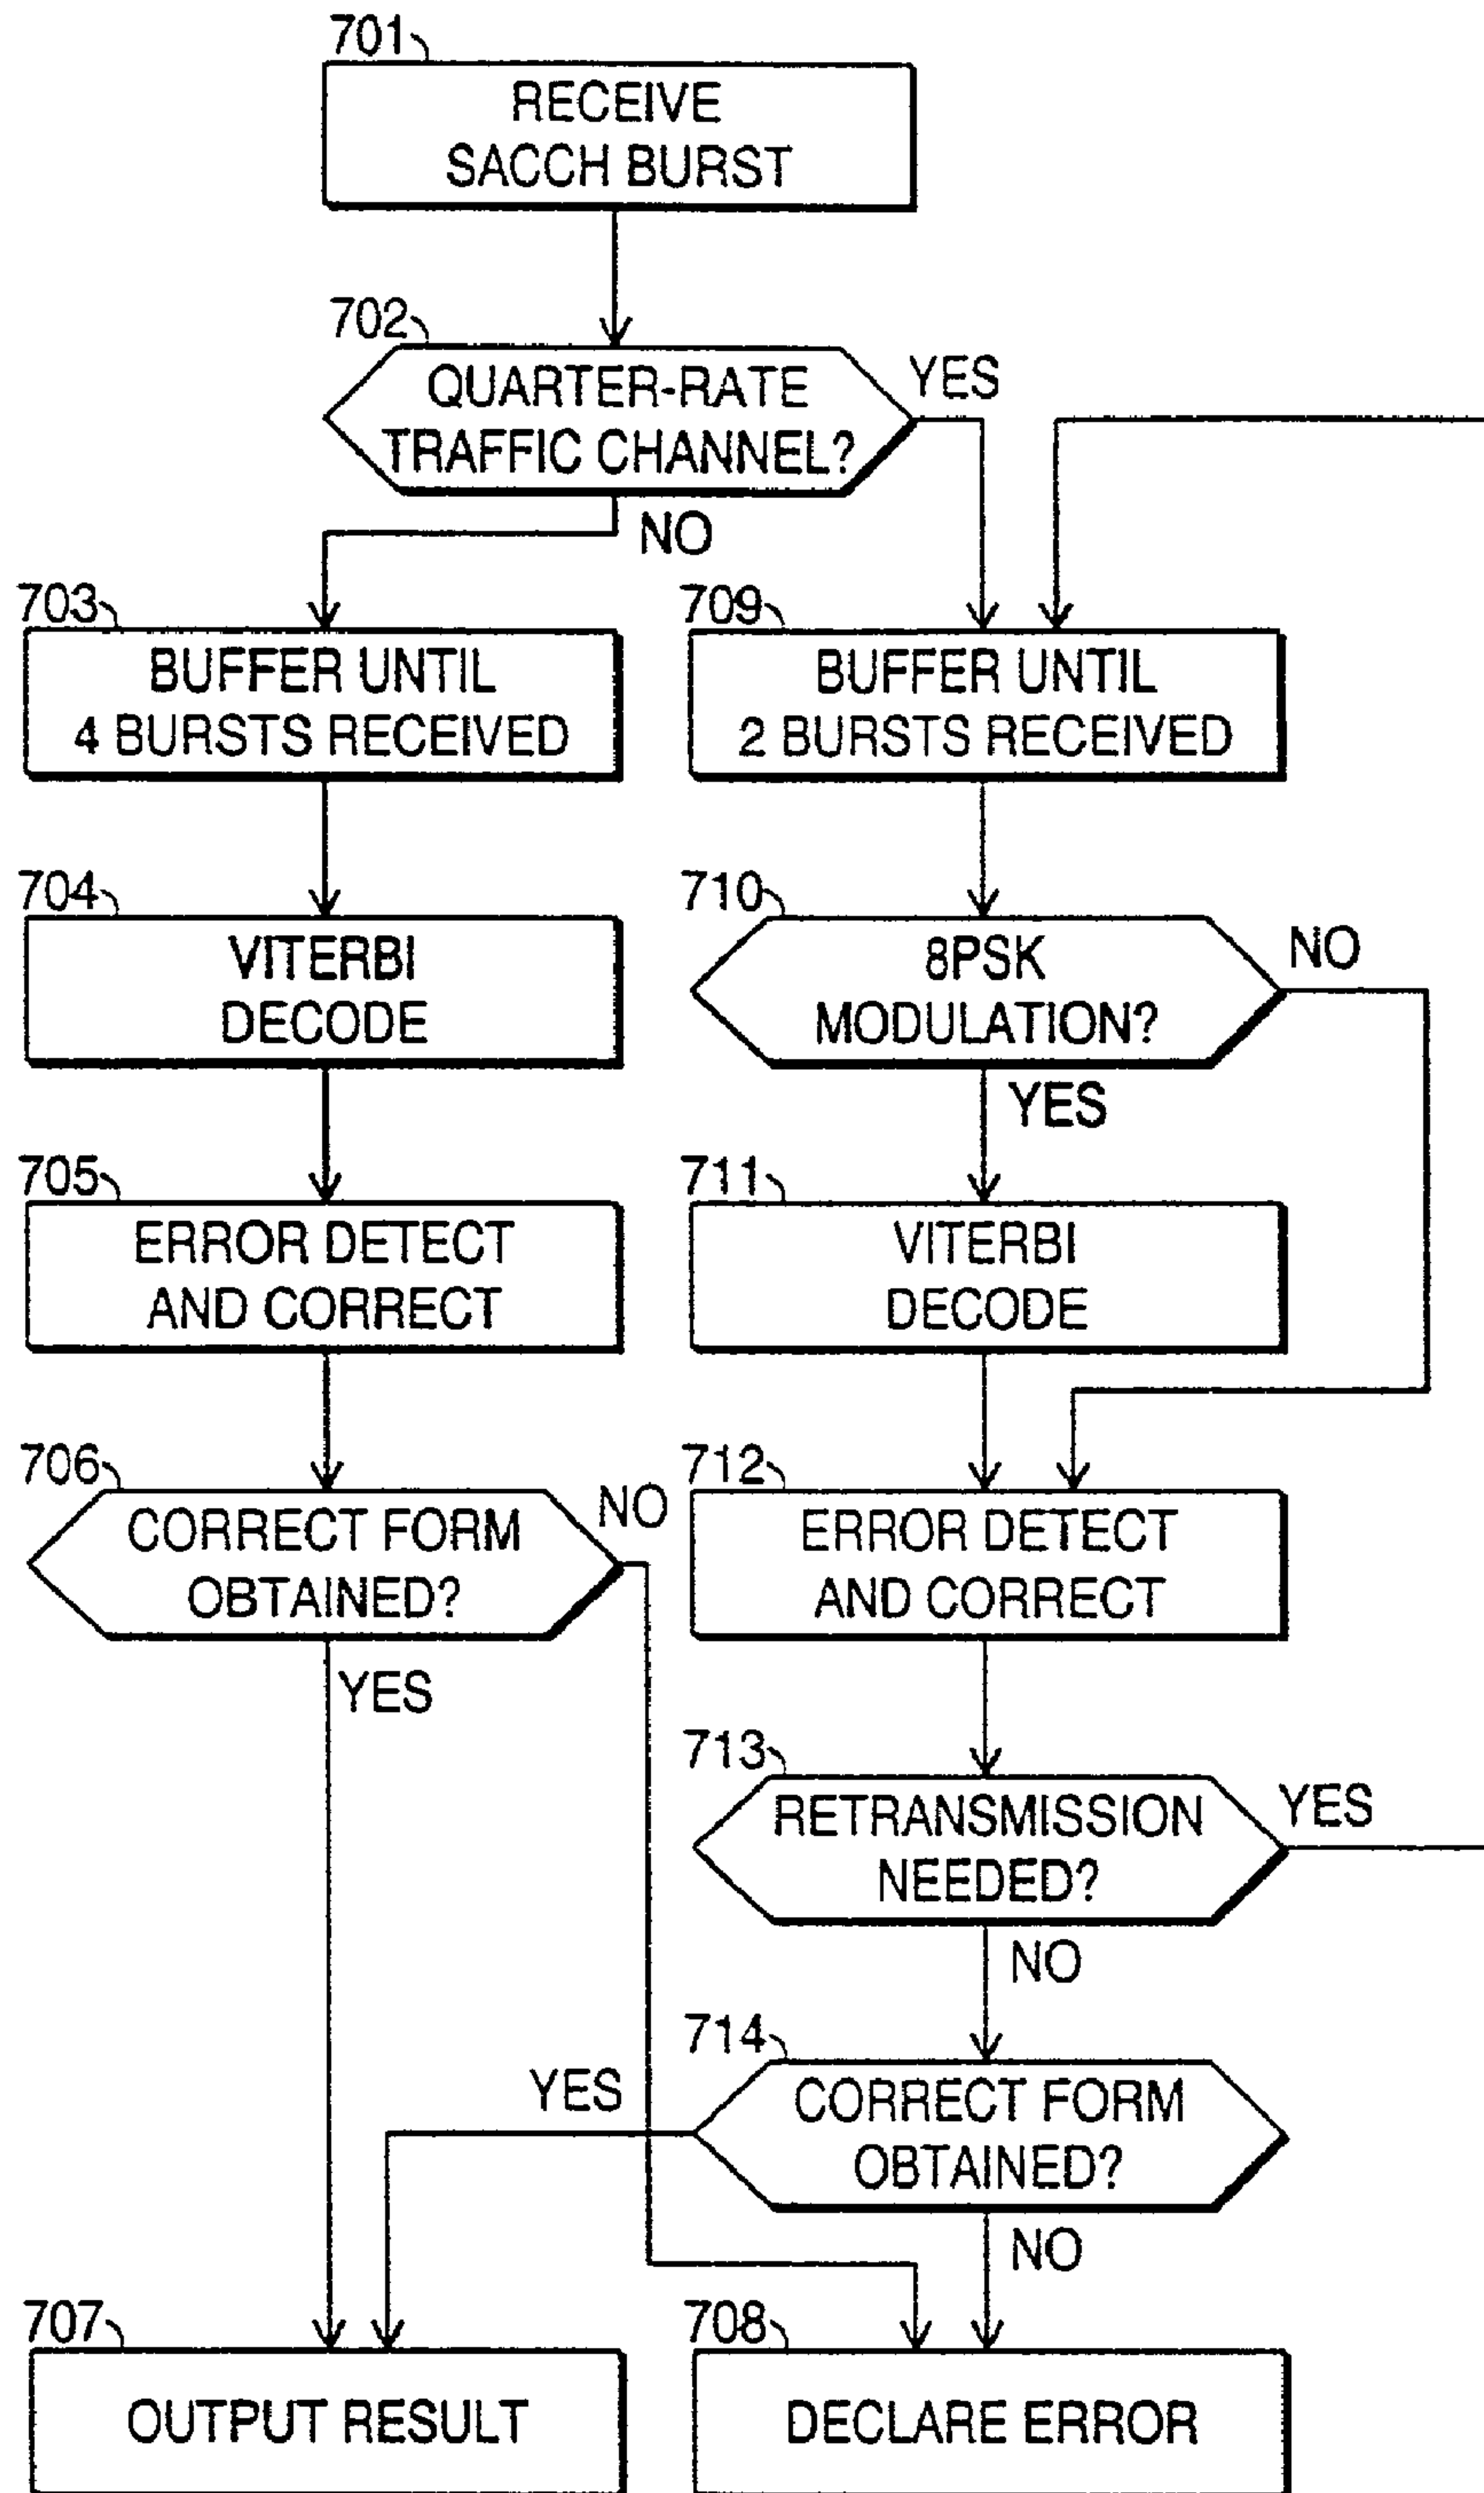 701
RECEIVE
SACCH BURST
702
QUARTER-RATE
TRAFFIC CHANNEL?
YES
NO
703
BUFFER UNTIL
4 BURSTS RECEIVED
709
BUFFER UNTIL
2 BURSTS RECEIVED
704
VITERBI
DECODE
710
8PSK
MODULATION?
NO
YES
705
ERROR DETECT
AND CORRECT
711
VITERBI
DECODE
706
CORRECT FORM
OBTAINED?
NO
YES
712
ERROR DETECT
AND CORRECT
713
RETRANSMISSION
NEEDED?
YES
NO
714
CORRECT FORM
OBTAINED?
YES
NO
707
OUTPUT RESULT
708
DECLARE ERROR